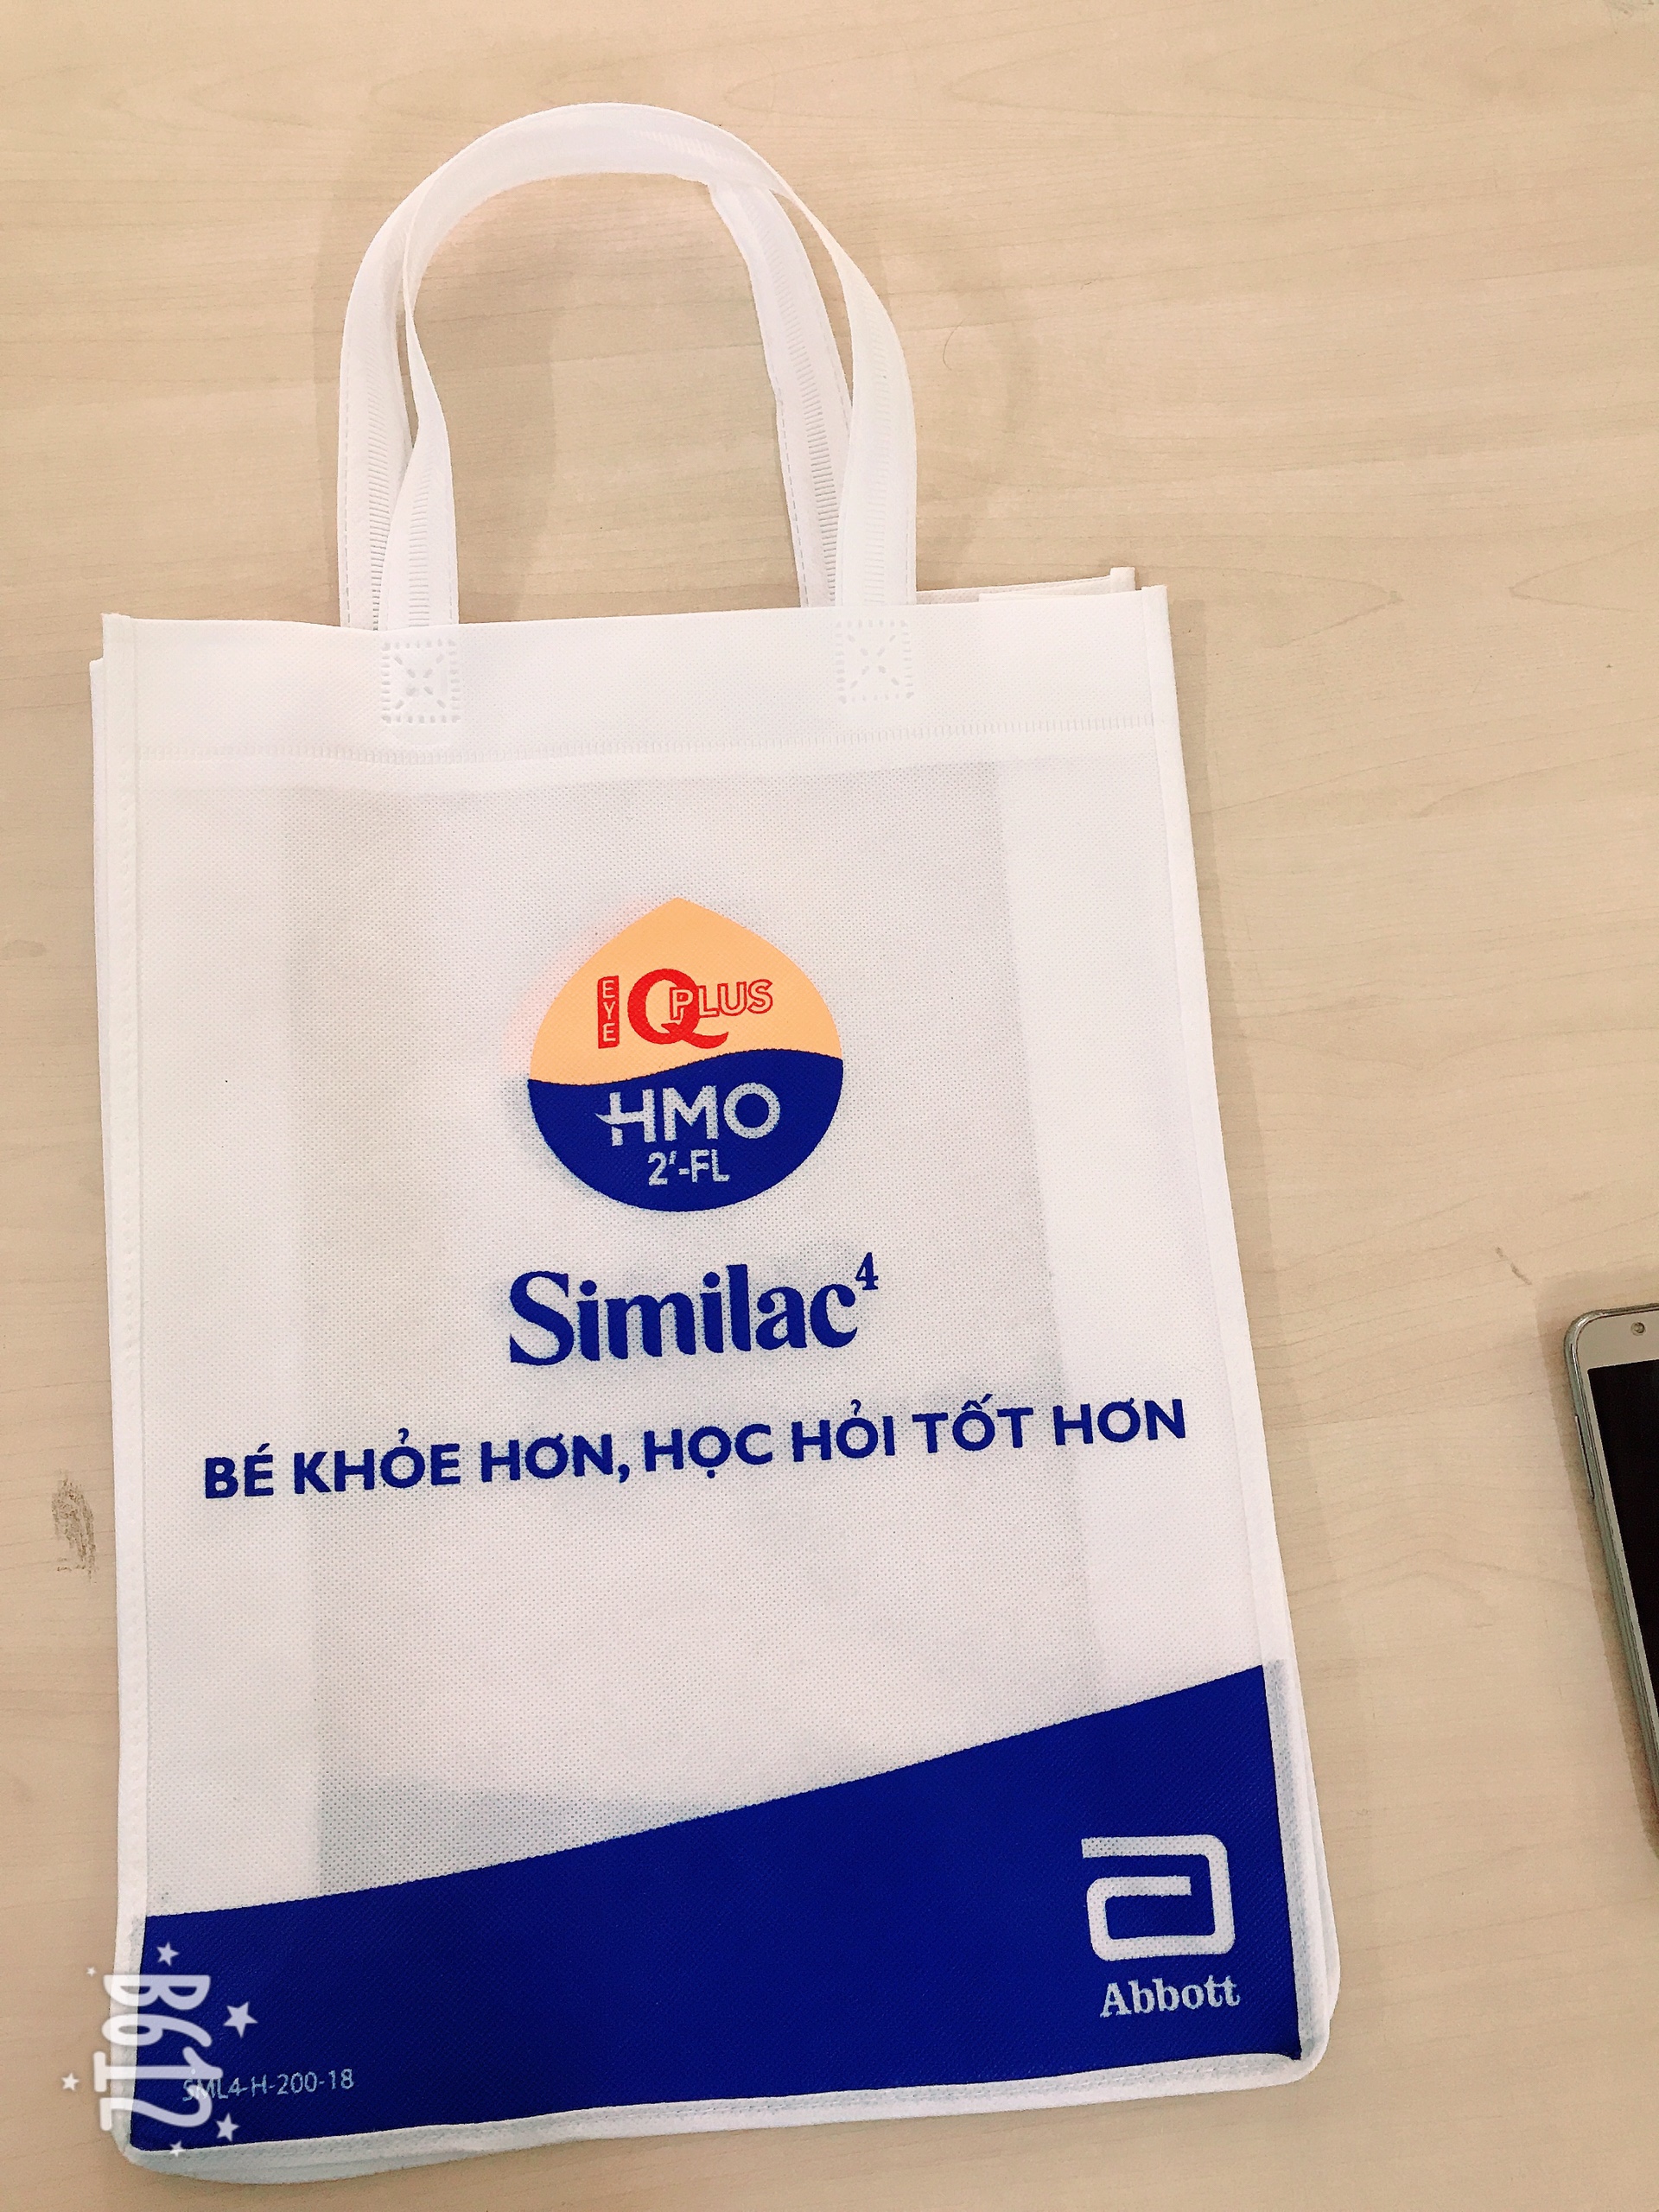 EYE IQ PLUS
HMO
2'-FL
Similac⁴
BÉ KHỎE HƠN, HỌC HỎI TỐT HƠN
Abbott
SML4-H-200-18
B612